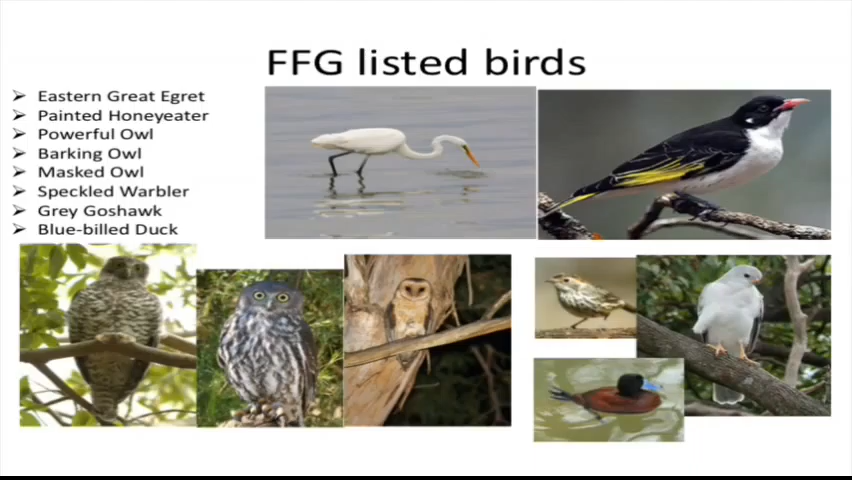 FFG listed birds
➢ Eastern Great Egret
➢ Painted Honeyeater
➢ Powerful Owl
➢ Barking Owl
➢ Masked Owl
➢ Speckled Warbler
➢ Grey Goshawk
➢ Blue-billed Duck